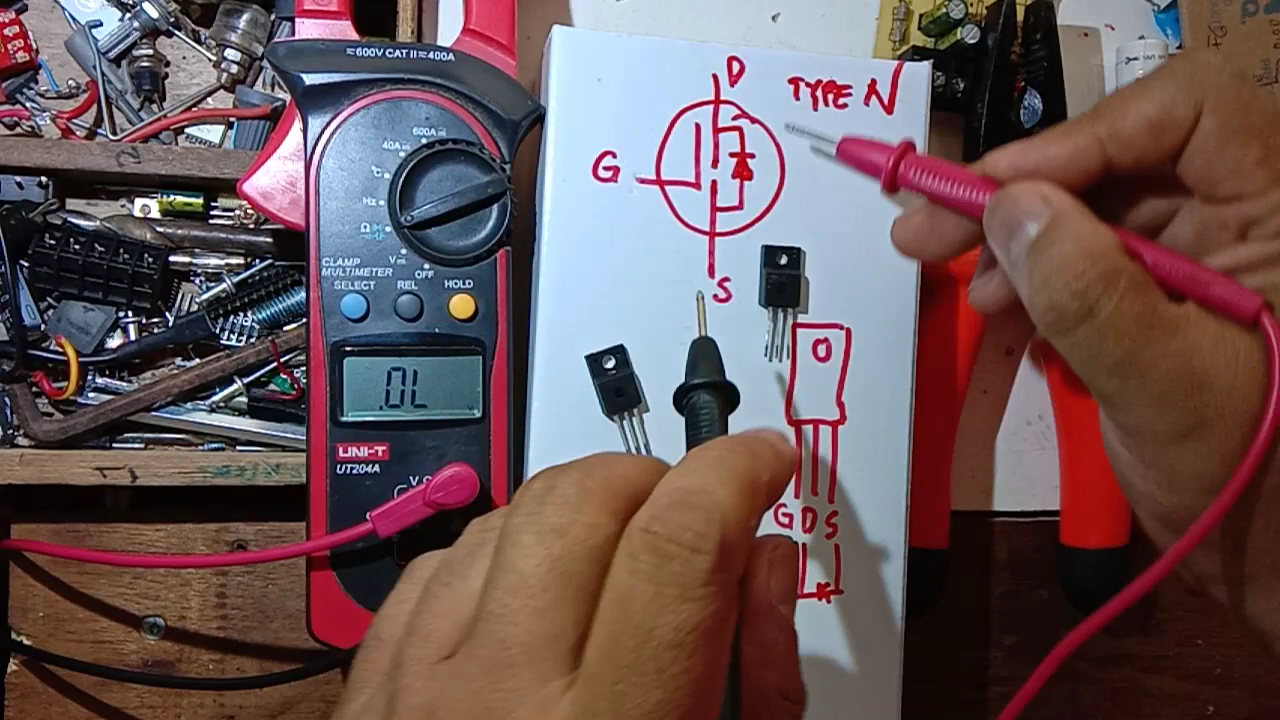 ≂600V CAT II ≂400A
600A
40A
°C
Hz
Ω
V
OFF
CLAMP
MULTIMETER
SELECT
REL
HOLD
.0L
UNI-T
UT204A
D
TYPE N
G
S
O
G D S